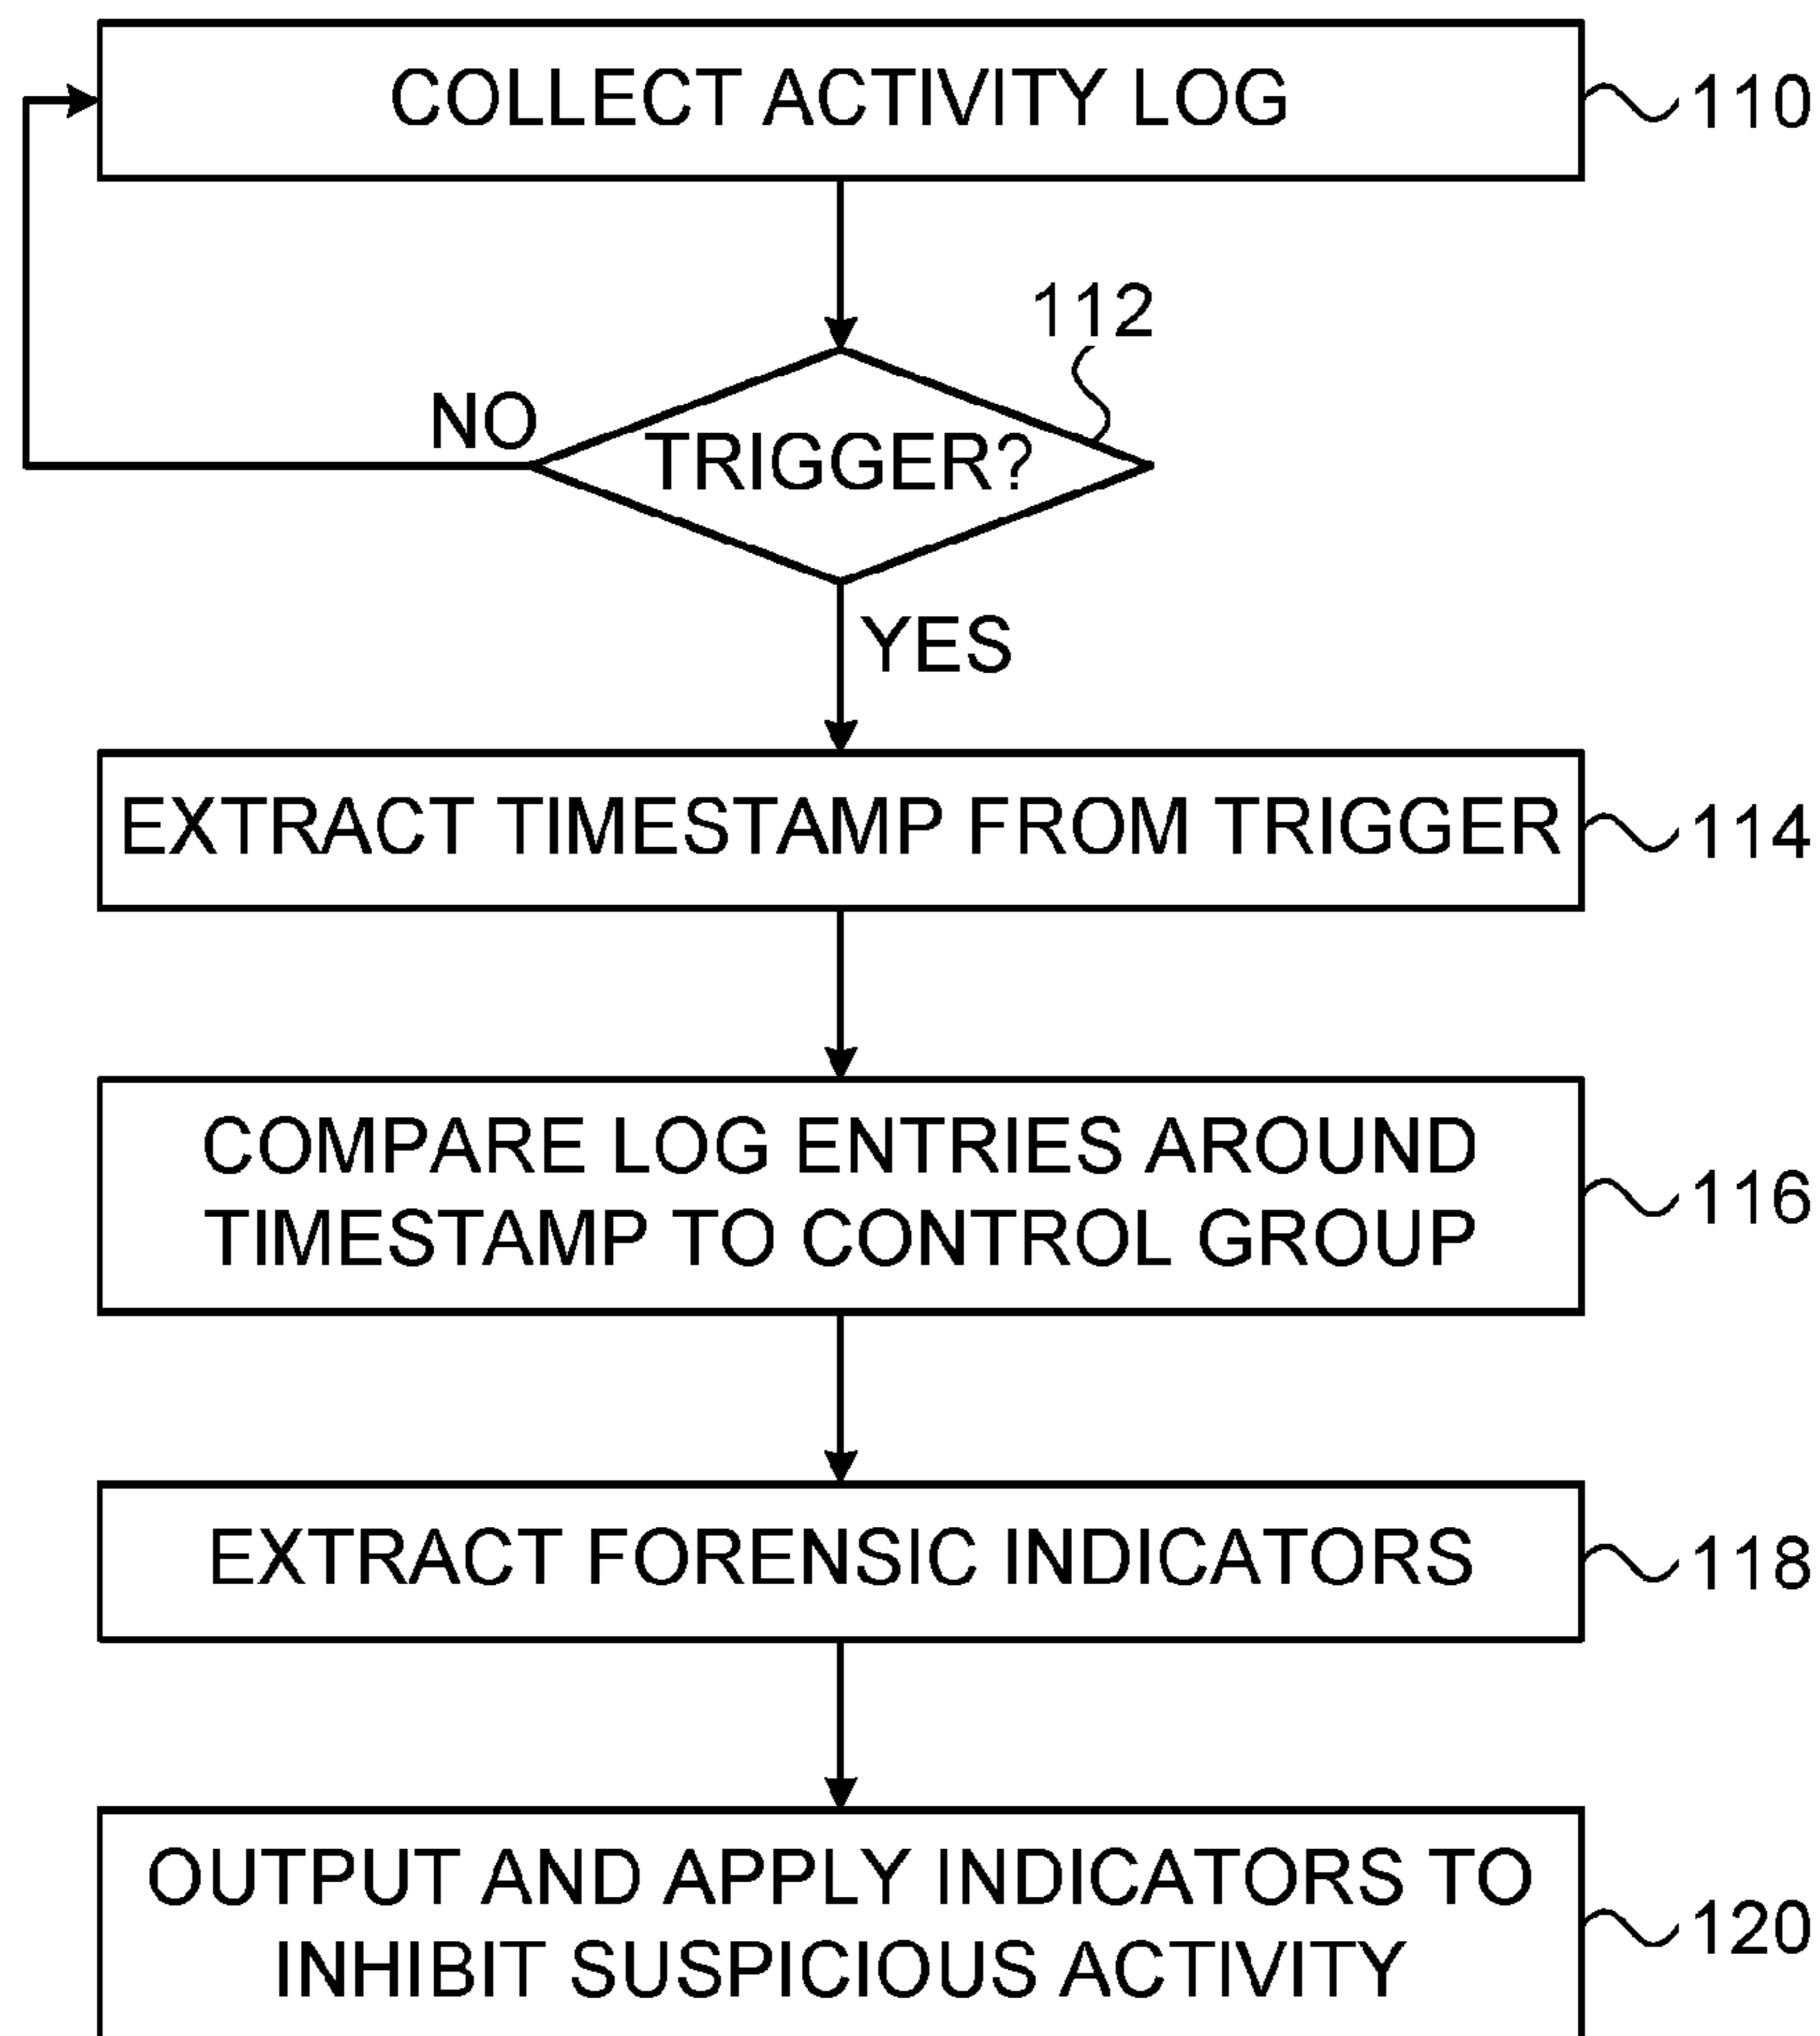 COLLECT ACTIVITY LOG
110
112
NO
TRIGGER?
YES
EXTRACT TIMESTAMP FROM TRIGGER
114
COMPARE LOG ENTRIES AROUND
TIMESTAMP TO CONTROL GROUP
116
EXTRACT FORENSIC INDICATORS
118
OUTPUT AND APPLY INDICATORS TO
INHIBIT SUSPICIOUS ACTIVITY
120